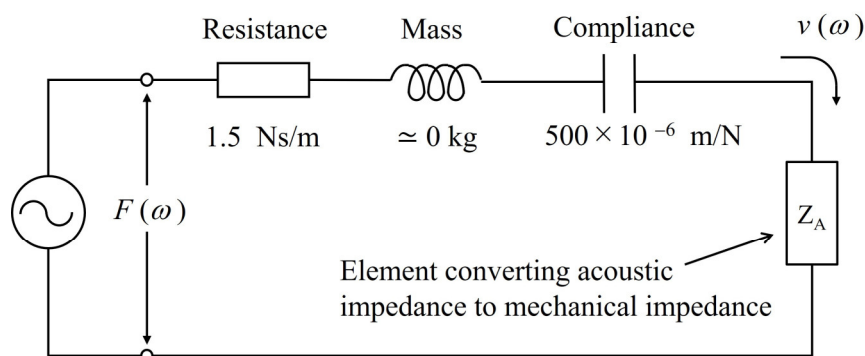 Resistance Mass Compliance v(ω)
1.5 Ns/m ≃ 0 kg 500 × 10⁻⁶ m/N
F(ω)
Z_A
Element converting acoustic
impedance to mechanical impedance